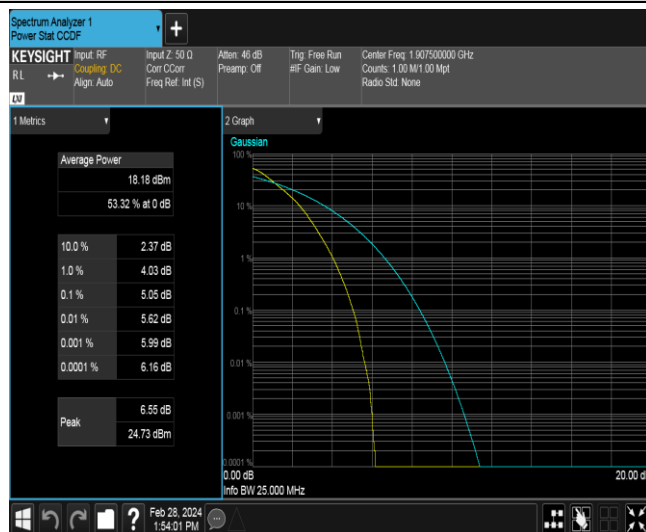 Spectrum Analyzer 1
Power Stat CCDF
+
KEYSIGHT
RL
LXI
Input: RF
Coupling: DC
Align: Auto
Input Z: 50 Ω
Corr CCorr
Freq Ref: Int (S)
Atten: 46 dB
Preamp: Off
Trig: Free Run
#IF Gain: Low
Center Freq: 1.907500000 GHz
Counts: 1.00 M/1.00 Mpt
Radio Std: None
1 Metrics
Average Power
18.18 dBm
53.32 % at 0 dB
10.0 % 2.37 dB
1.0 % 4.03 dB
0.1 % 5.05 dB
0.01 % 5.62 dB
0.001 % 5.99 dB
0.0001 % 6.16 dB
Peak
6.55 dB
24.73 dBm
2 Graph
Gaussian
100 %
10 %
1 %
0.1 %
0.01 %
0.001 %
0.0001 %
0.00 dB
20.00 d
Info BW 25.000 MHz
?
Feb 28, 2024
1:54:01 PM